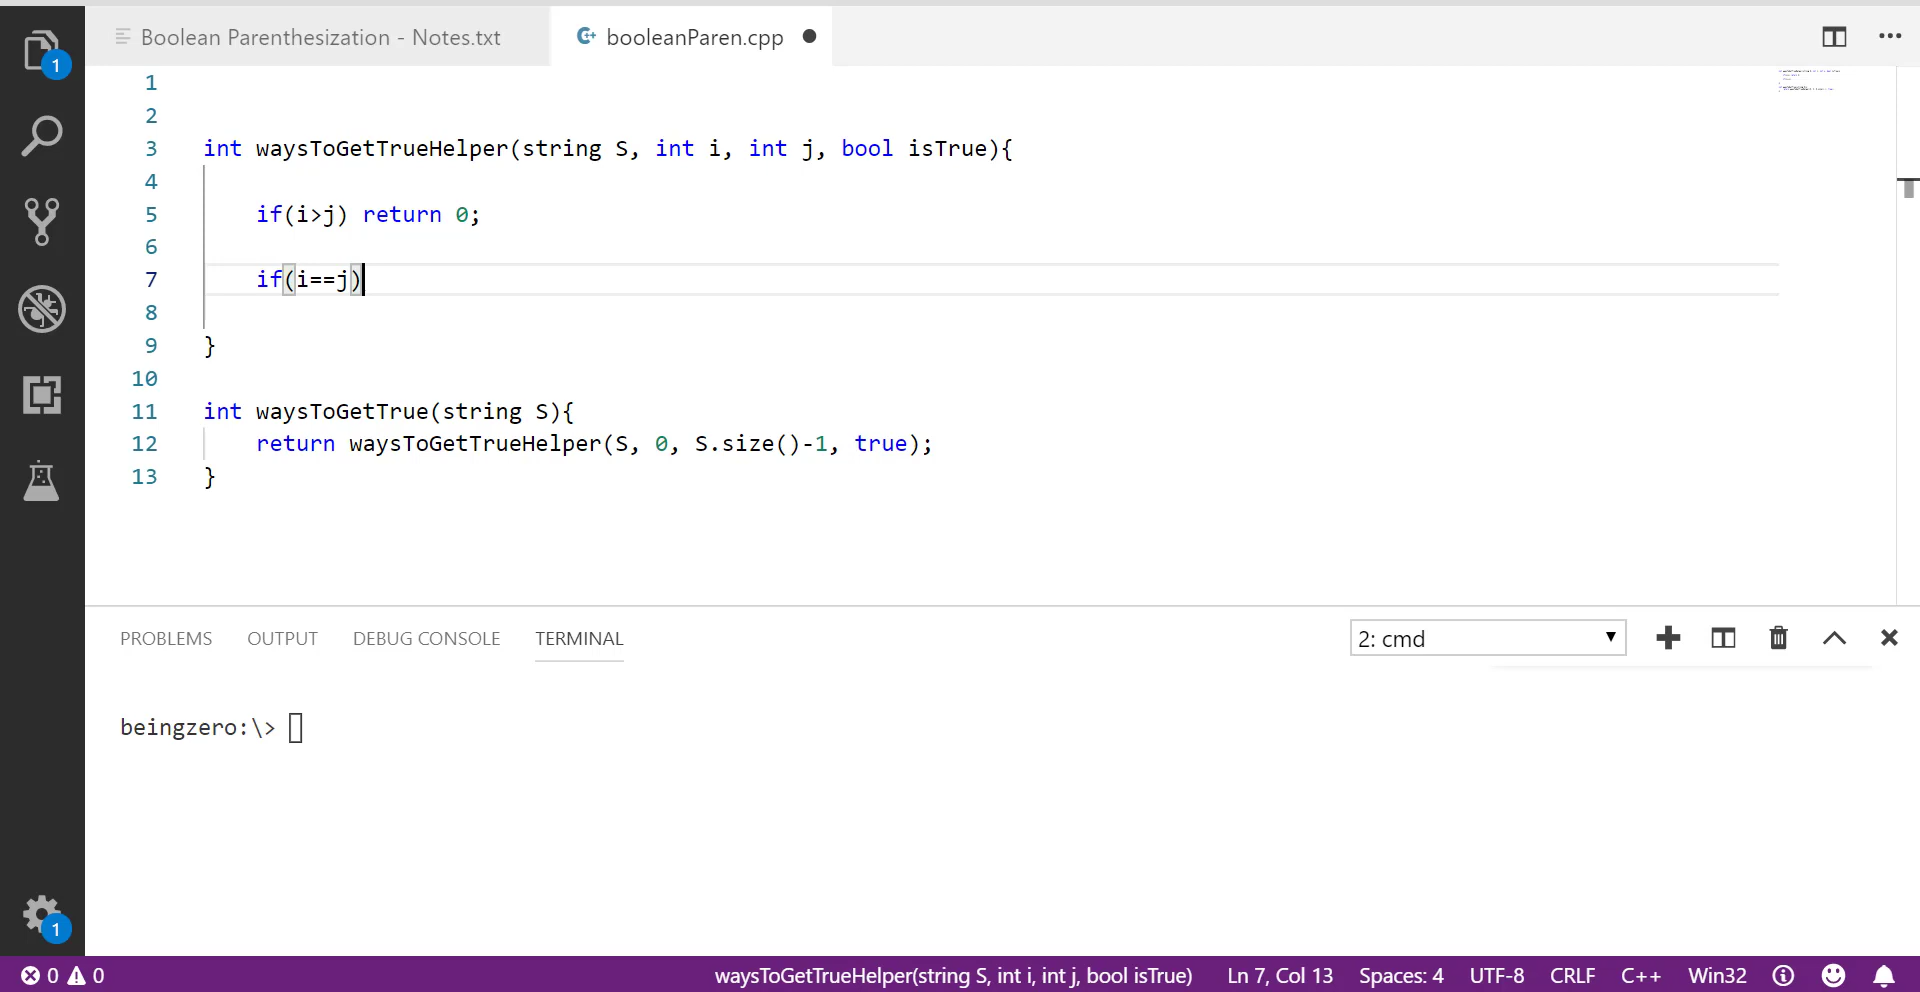 Boolean Parenthesization - Notes.txt
booleanParen.cpp
1
1
2
3 int waysToGetTrueHelper(string S, int i, int j, bool isTrue){
4
5 if(i>j) return 0;
6
7 if(i==j)
8
9 }
10
11 int waysToGetTrue(string S){
12 return waysToGetTrueHelper(S, 0, S.size()-1, true);
13 }
PROBLEMS OUTPUT DEBUG CONSOLE TERMINAL
2: cmd
beingzero:\>
1
0 0
waysToGetTrueHelper(string S, int i, int j, bool isTrue) Ln 7, Col 13 Spaces: 4 UTF-8 CRLF C++ Win32